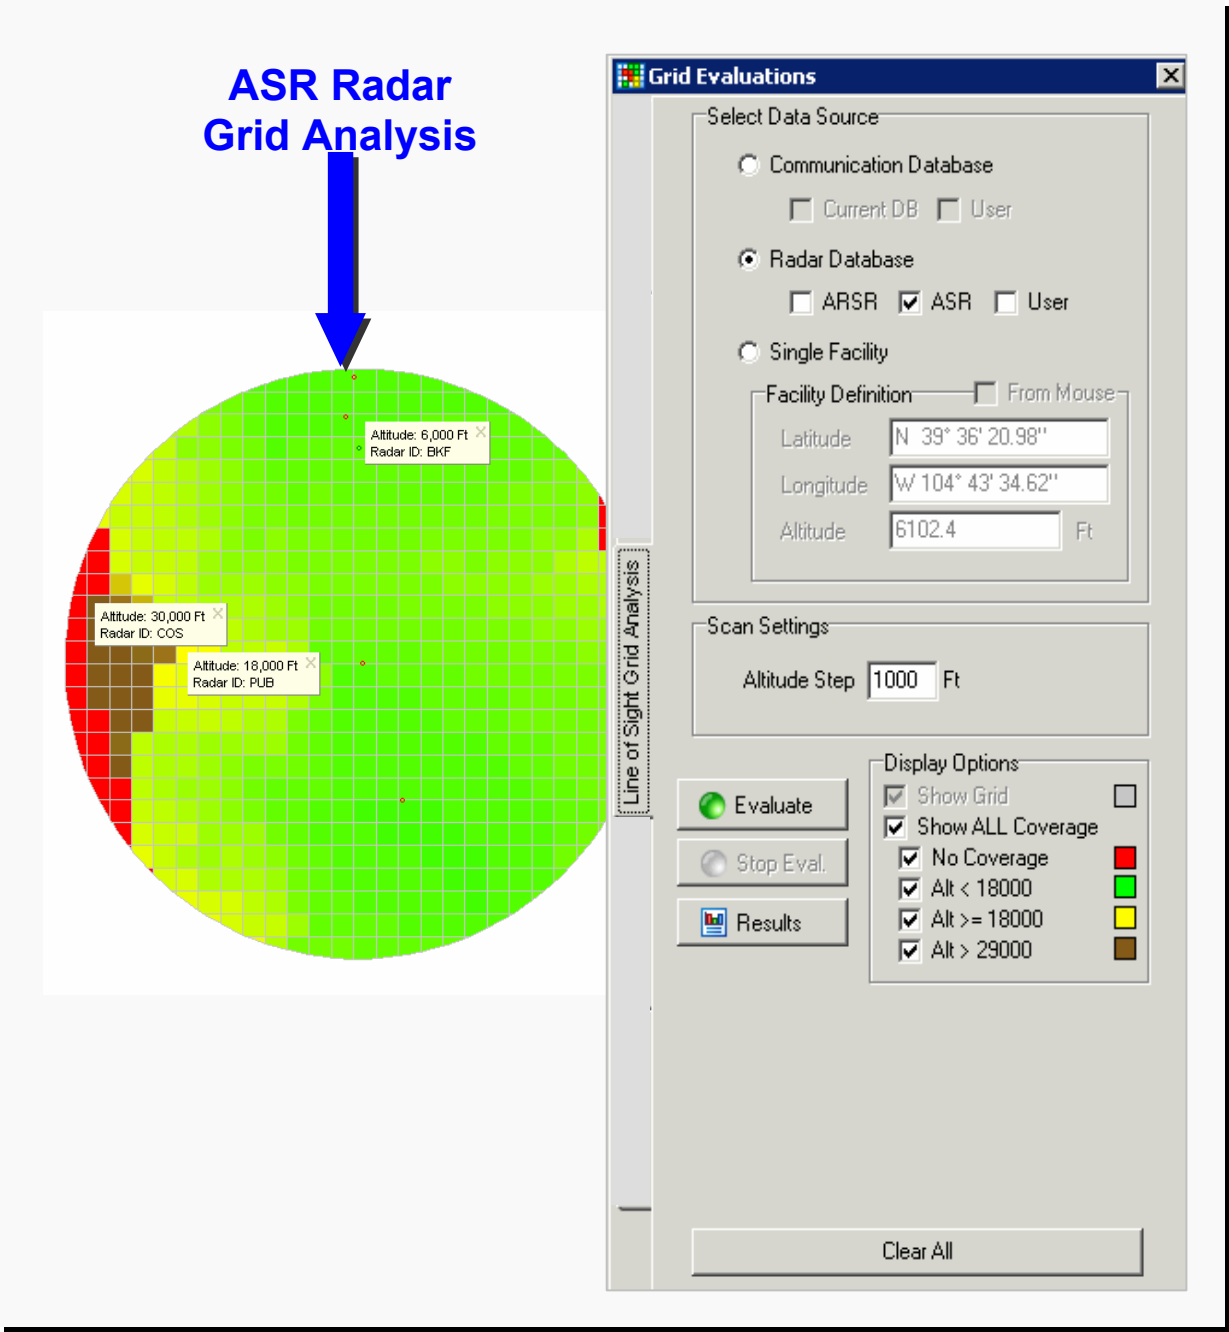 ASR Radar
Grid Analysis
Altitude: 6,000 Ft
Radar ID: BKF
Altitude: 30,000 Ft
Radar ID: COS
Altitude: 18,000 Ft
Radar ID: PUB
Grid Evaluations
Line of Sight Grid Analysis
Select Data Source
Communication Database
Current DB User
Radar Database
ARSR ASR User
Single Facility
Facility Definition From Mouse
Latitude N 39° 36' 20.98"
Longitude W 104° 43' 34.62"
Altitude 6102.4 Ft
Scan Settings
Altitude Step 1000 Ft
Evaluate
Stop Eval.
Results
Display Options
Show Grid
Show ALL Coverage
No Coverage
Alt < 18000
Alt >= 18000
Alt > 29000
Clear All